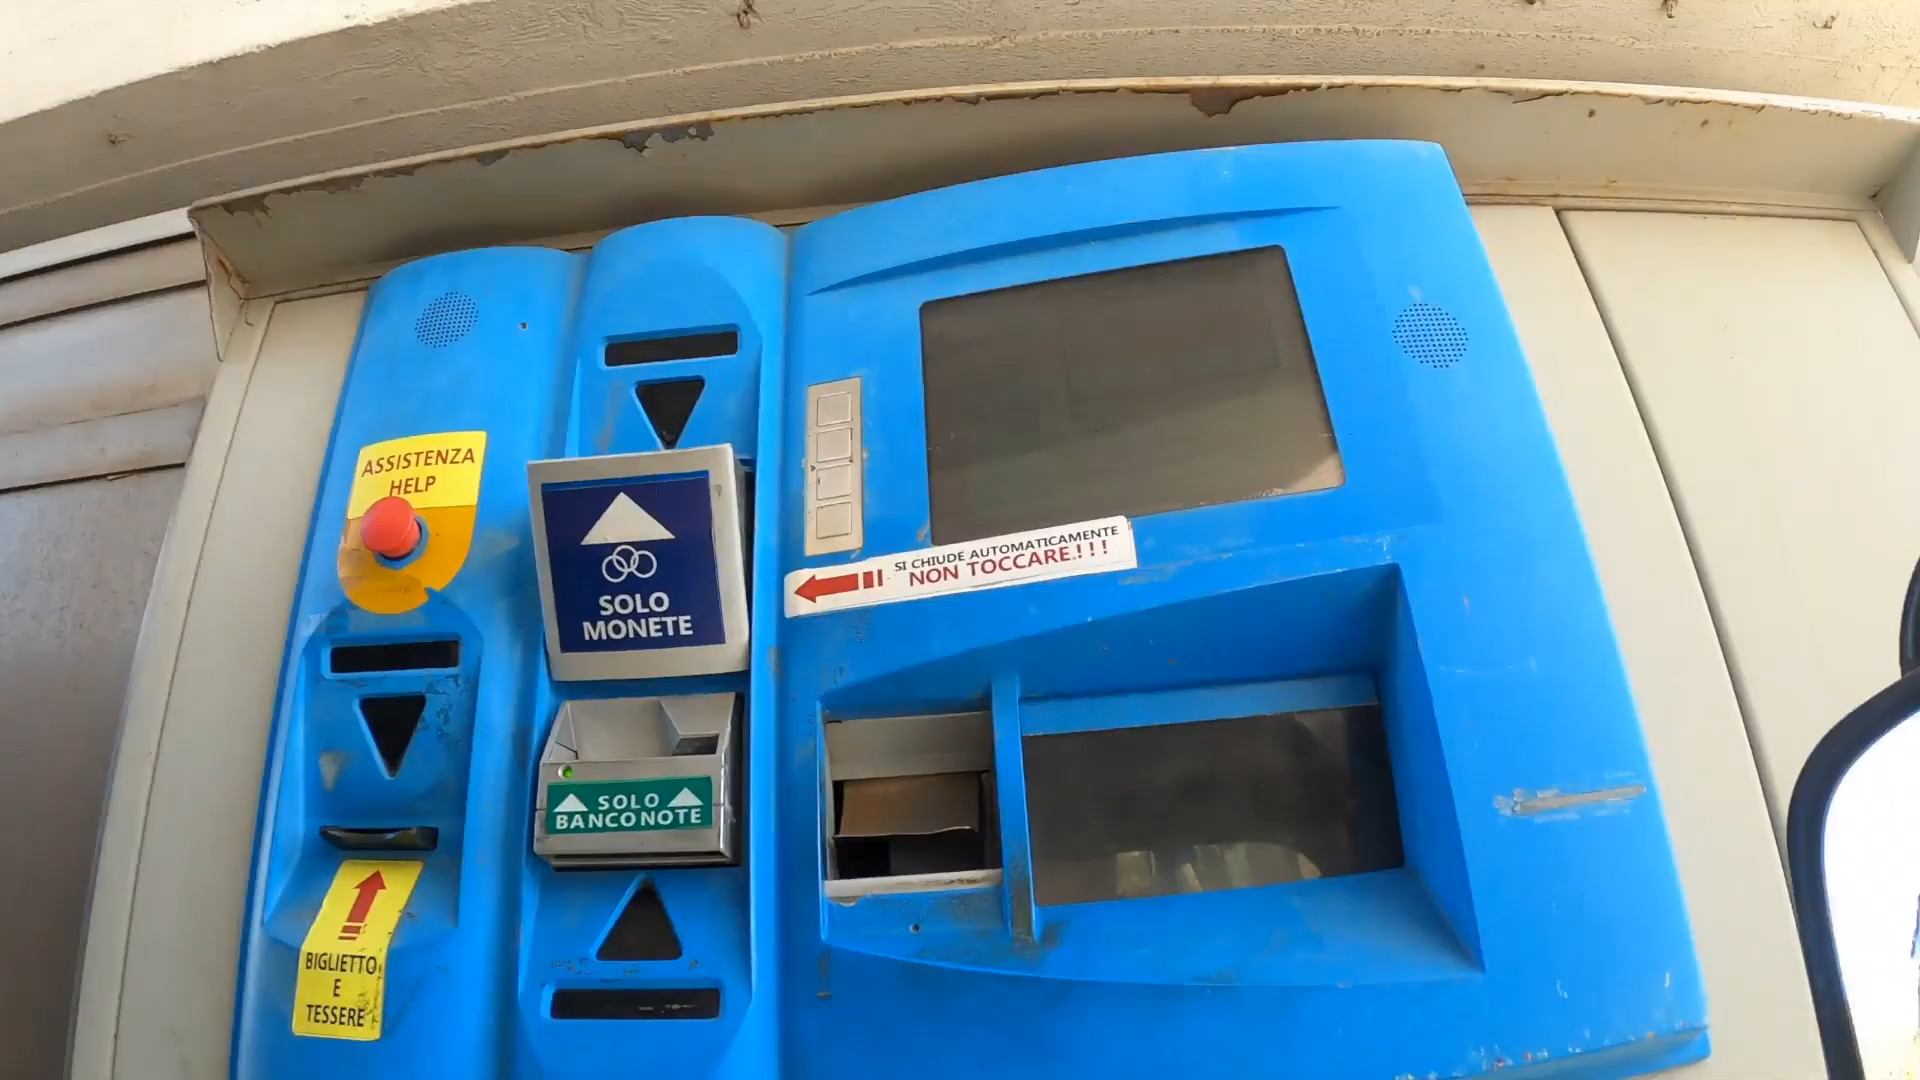 ASSISTENZA
HELP
SOLO
MONETE
SI CHIUDE AUTOMATICAMENTE
NON TOCCARE.!!!
SOLO
BANCONOTE
BIGLIETTO
E
TESSERE